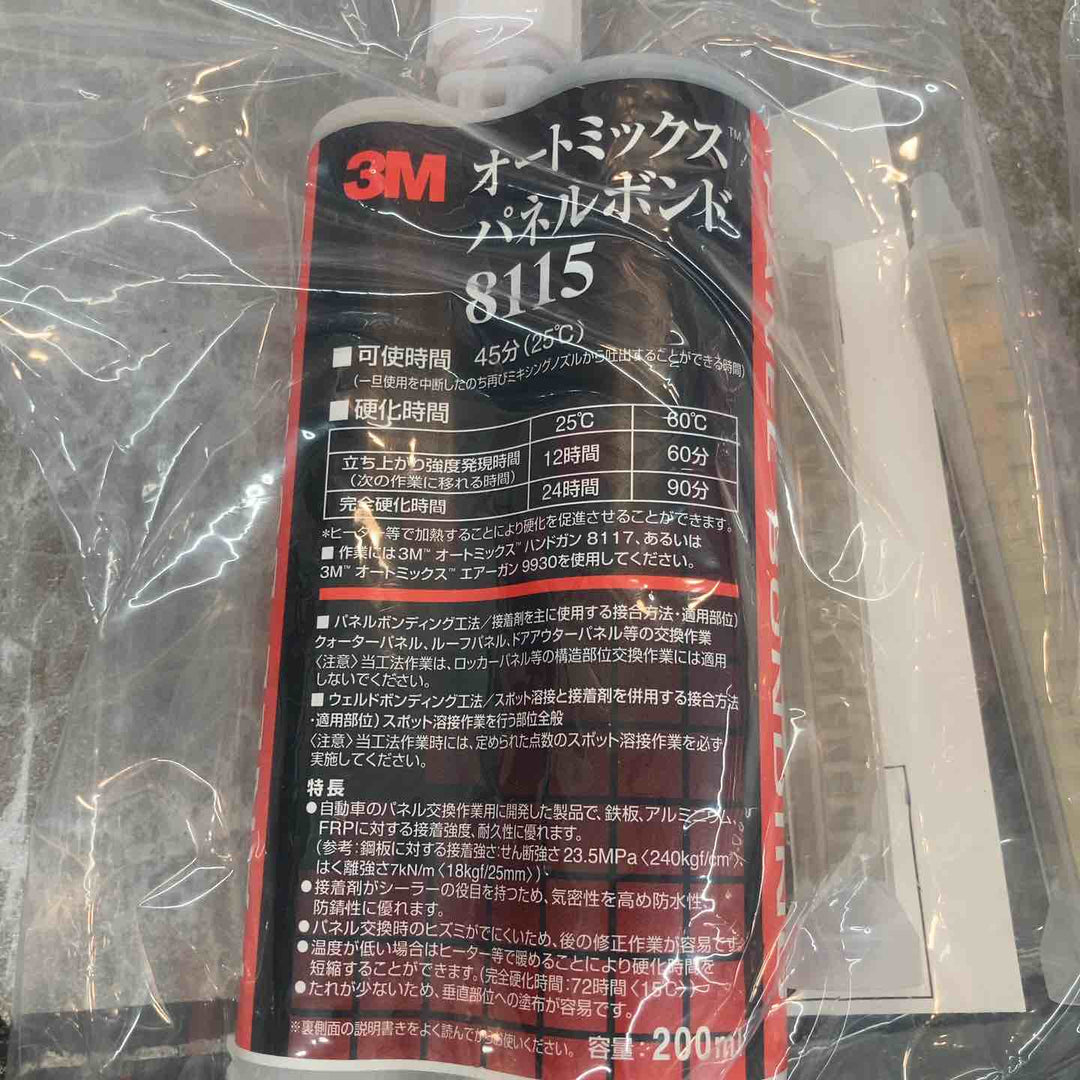 3M オートミックス™
パネルボンド
8115
■可使時間 45分(25℃)
(一旦使用を中断したのち再びミキシングノズルから吐出することができる時間)
■硬化時間
25℃ 60℃
立ち上がり強度発現時間 12時間 60分
(次の作業に移れる時間)
完全硬化時間 24時間 90分
*ヒーター等で加熱することにより硬化を促進させることができます。
■作業には3M™ オートミックス™ ハンドガン 8117、あるいは
3M™ オートミックス™ エアーガン 9930を使用してください。
■パネルボンディング工法/接着剤を主に使用する接合方法・適用部位)
クォーターパネル、ルーフパネル、ドアアウターパネル等の交換作業
〈注意〉当工法作業は、ロッカーパネル等の構造部位交換作業には適用
しないでください。
■ウェルドボンディング工法/スポット溶接と接着剤を併用する接合方法
・適用部位)スポット溶接作業を行う部位全般
〈注意〉当工法作業時には、定められた点数のスポット溶接作業を必ず
実施してください。
特長
●自動車のパネル交換作業用に開発した製品で、鉄板、アルミニウム、
FRPに対する接着強度、耐久性に優れます。
(参考:鋼板に対する接着強さ:せん断強さ23.5MPa〈240kgf/cm²〉
はく離強さ7kN/m〈18kgf/25mm〉)、
●接着剤がシーラーの役目を持つため、気密性を高め防水性、
防錆性に優れます。
●パネル交換時のヒズミがでにくいため、後の修正作業が容易です。
●温度が低い場合はヒーター等で暖めることにより硬化時間を
短縮することができます。(完全硬化時間:72時間〈15℃〉)
●たれが少ないため、垂直部位への塗布が容易です。
※裏側面の説明書きをよく読んでからお使いください。 容量:200ml